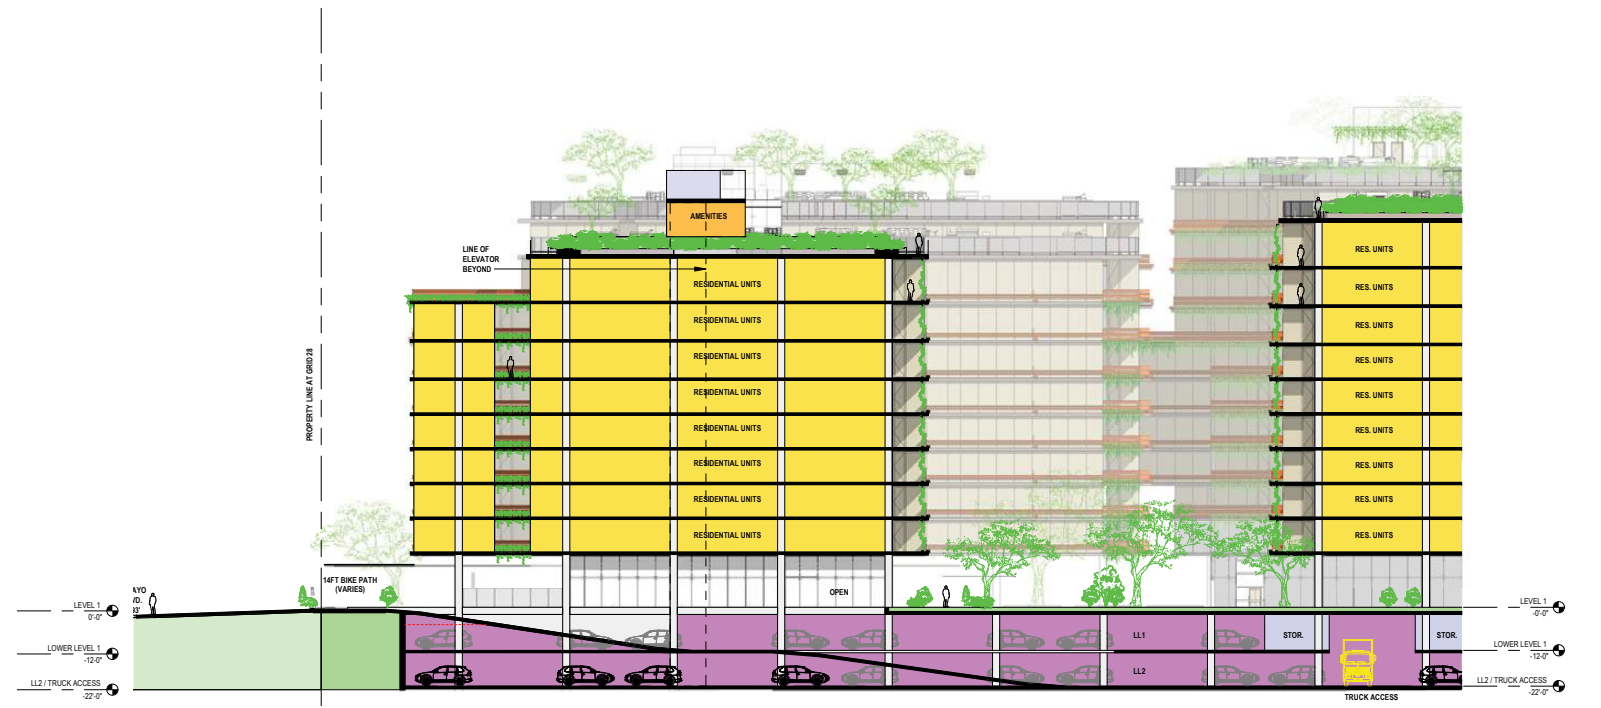 AMENITIES
LINE OF
ELEVATOR
BEYOND
RESIDENTIAL UNITS
RESIDENTIAL UNITS
RESIDENTIAL UNITS
RESIDENTIAL UNITS
RESIDENTIAL UNITS
RESIDENTIAL UNITS
RESIDENTIAL UNITS
RESIDENTIAL UNITS
RES. UNITS
RES. UNITS
RES. UNITS
RES. UNITS
RES. UNITS
RES. UNITS
RES. UNITS
RES. UNITS
RES. UNITS
PROPERTY LINE AT GRID 28
14FT BIKE PATH
(VARIES)
OPEN
LEVEL 1
0'-0"
LOWER LEVEL 1
-12-0"
LL2 / TRUCK ACCESS
-22'-0"
LL1
LL2
STOR.
STOR.
TRUCK ACCESS
LEVEL 1
-0'-0"
LOWER LEVEL 1
-12-0"
LL2 / TRUCK ACCESS
-22'-0"